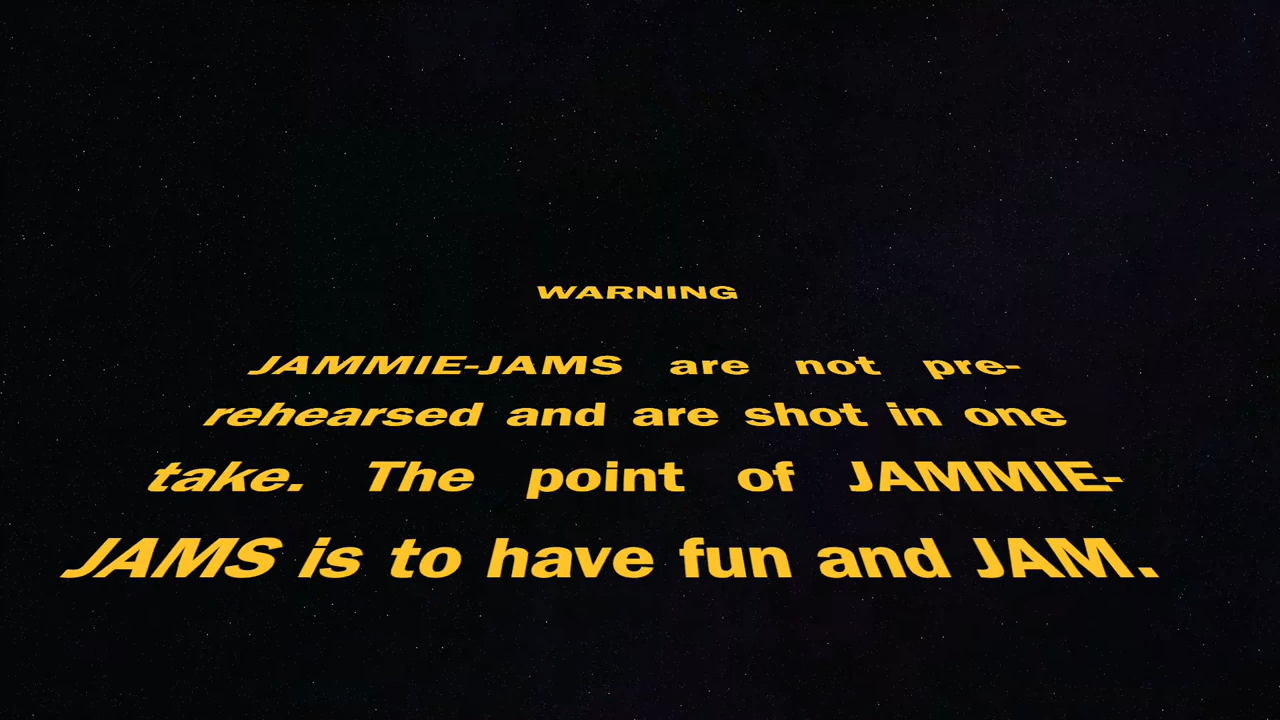 WARNING
JAMMIE-JAMS are not pre-
rehearsed and are shot in one
take. The point of JAMMIE-
JAMS is to have fun and JAM.